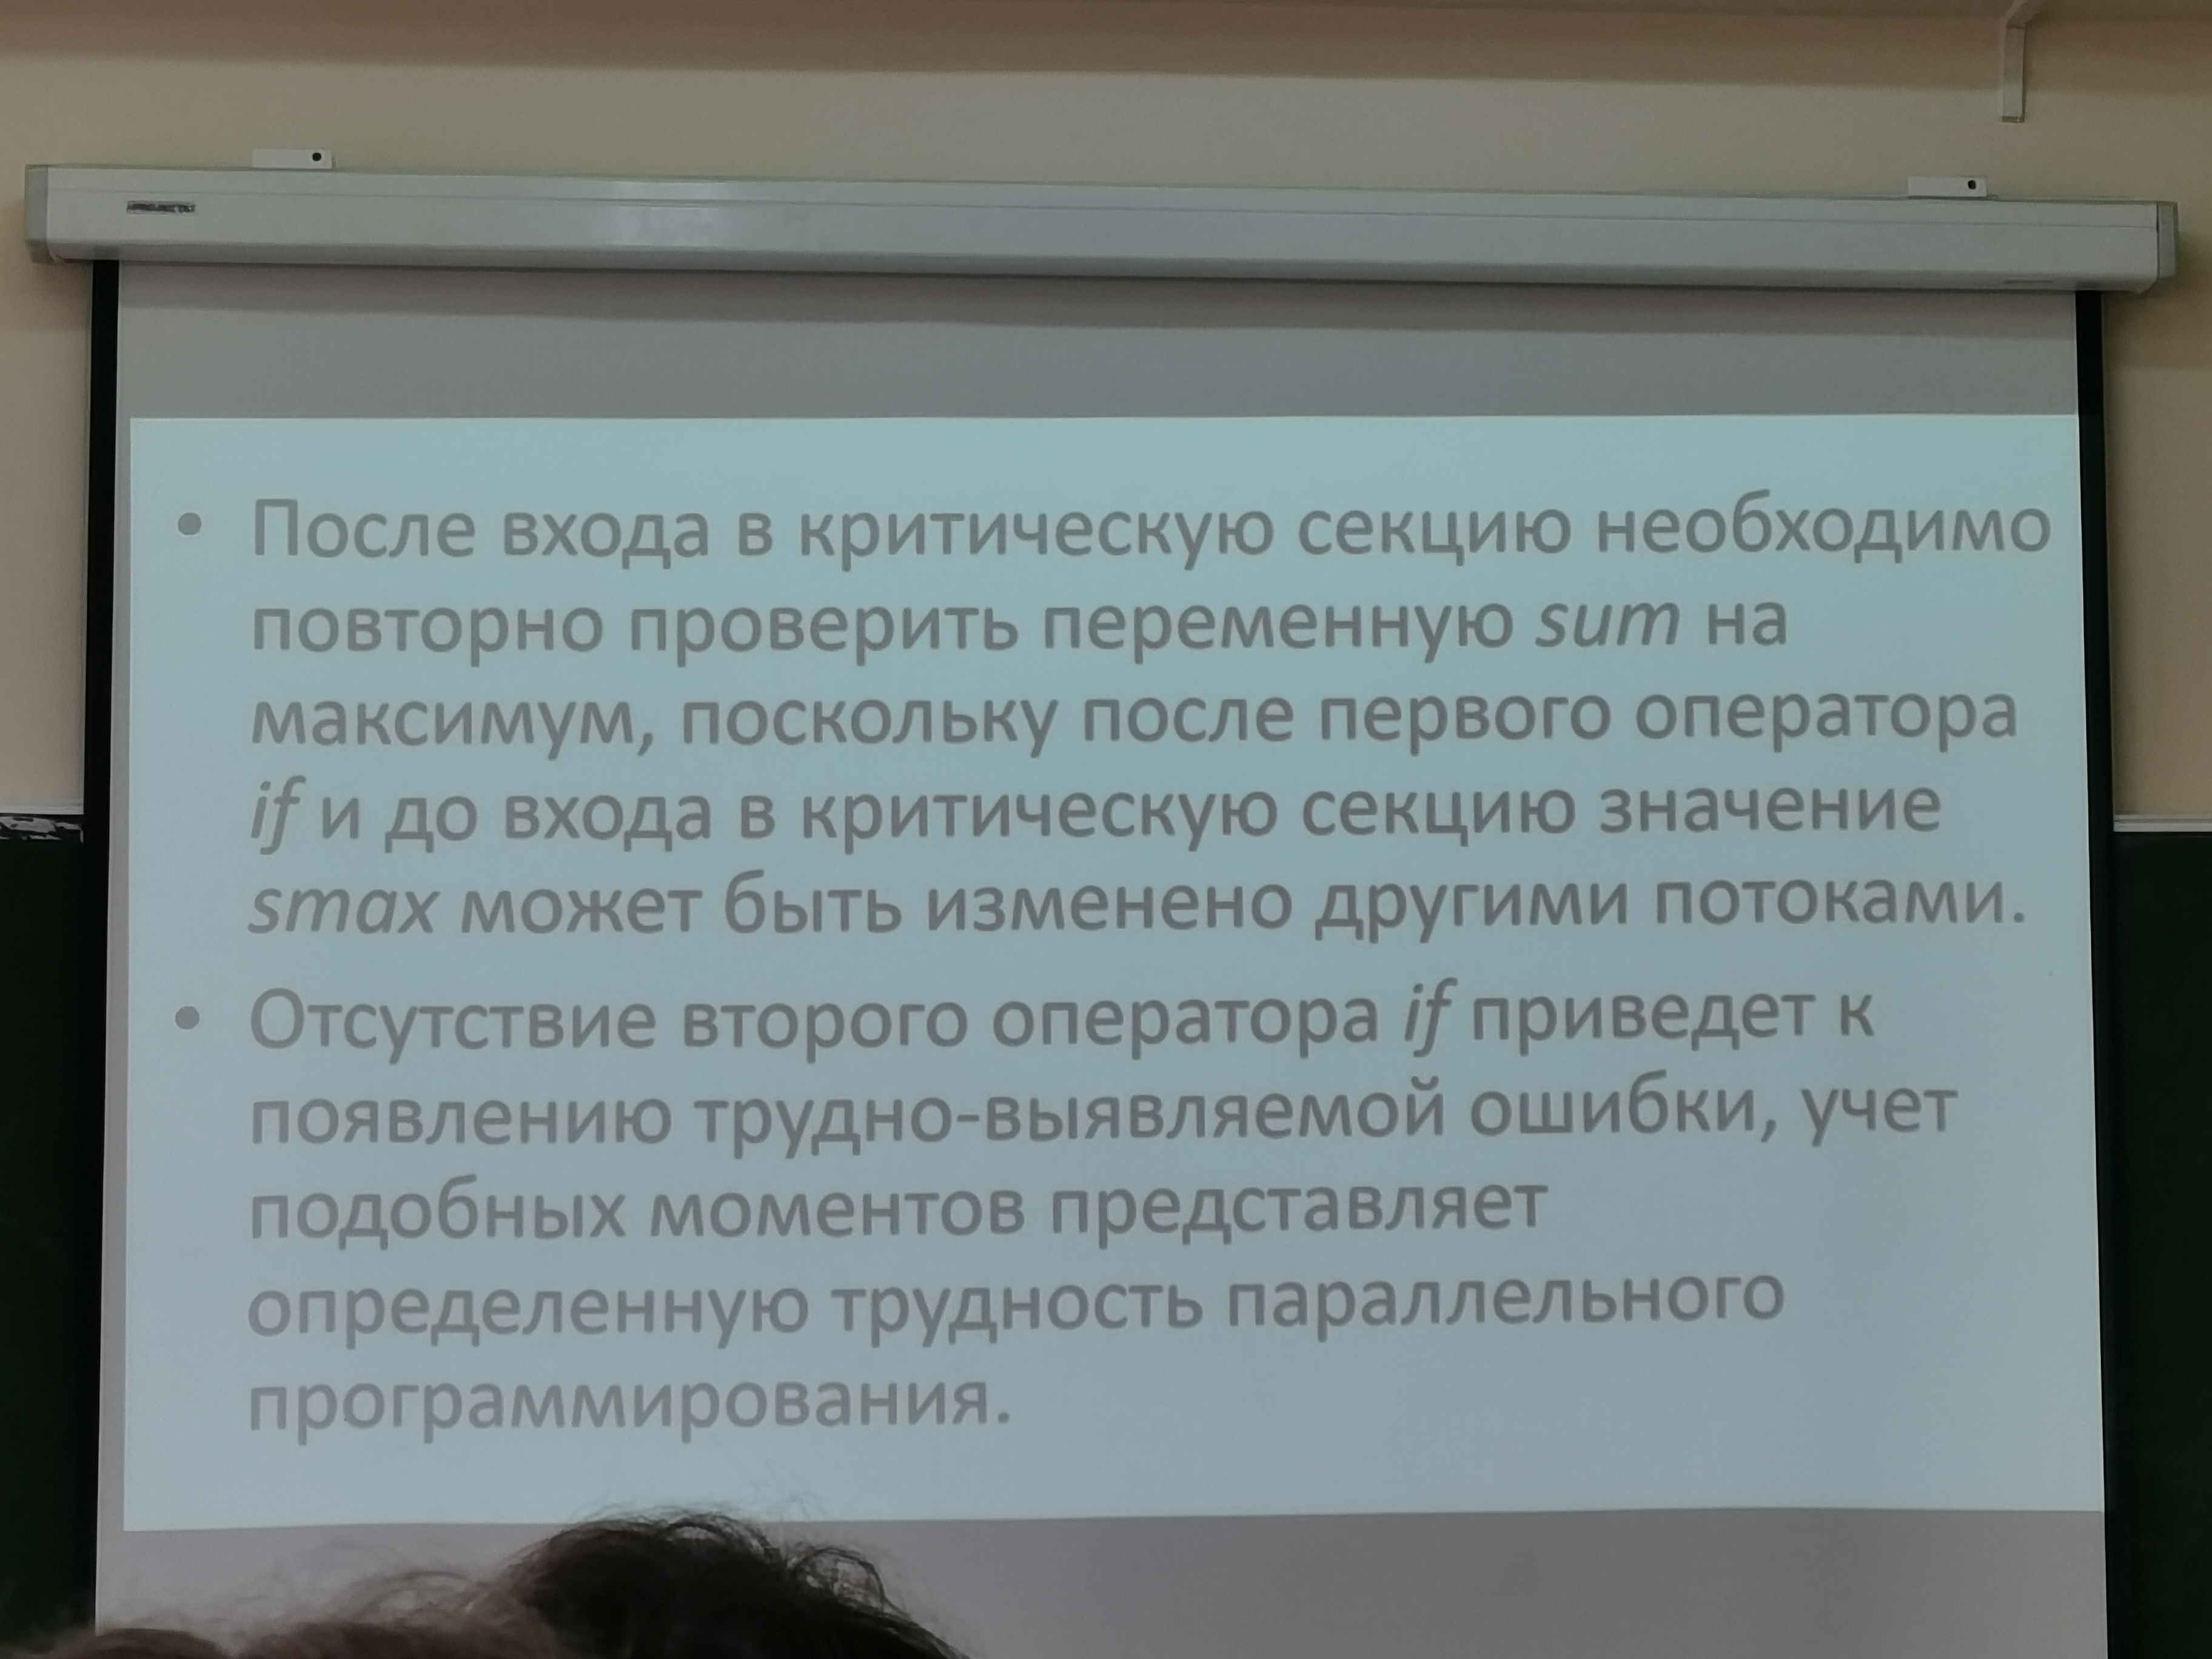 • После входа в критическую секцию необходимо
повторно проверить переменную sum на
максимум, поскольку после первого оператора
if и до входа в критическую секцию значение
smax может быть изменено другими потоками.
• Отсутствие второго оператора if приведет к
появлению трудно-выявляемой ошибки, учет
подобных моментов представляет
определенную трудность параллельного
программирования.